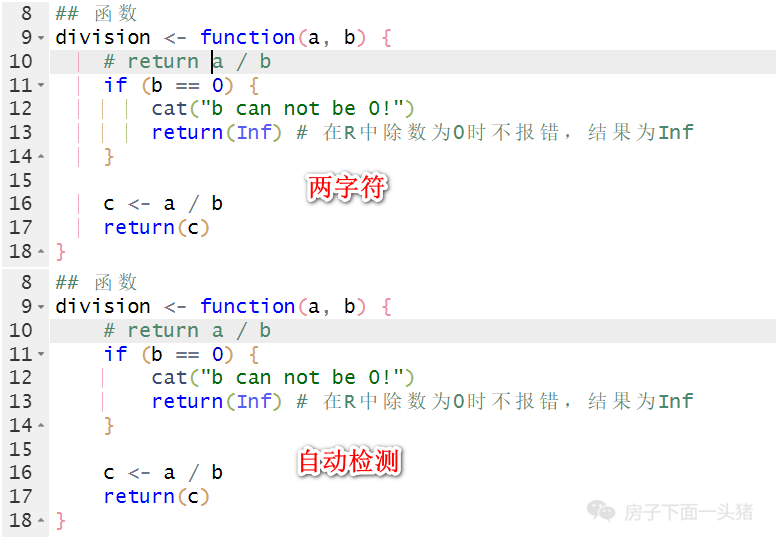 8 ## 函数
9 division <- function(a, b) {
10 # return a / b
11 if (b == 0) {
12 cat("b can not be 0!")
13 return(Inf) # 在R中除数为0时不报错，结果为Inf
14 }
15
16 c <- a / b
17 return(c)
18 }
两字符
8 ## 函数
9 division <- function(a, b) {
10 # return a / b
11 if (b == 0) {
12 cat("b can not be 0!")
13 return(Inf) # 在R中除数为0时不报错，结果为Inf
14 }
15
16 c <- a / b
17 return(c)
18 }
自动检测
房子下面一头猪